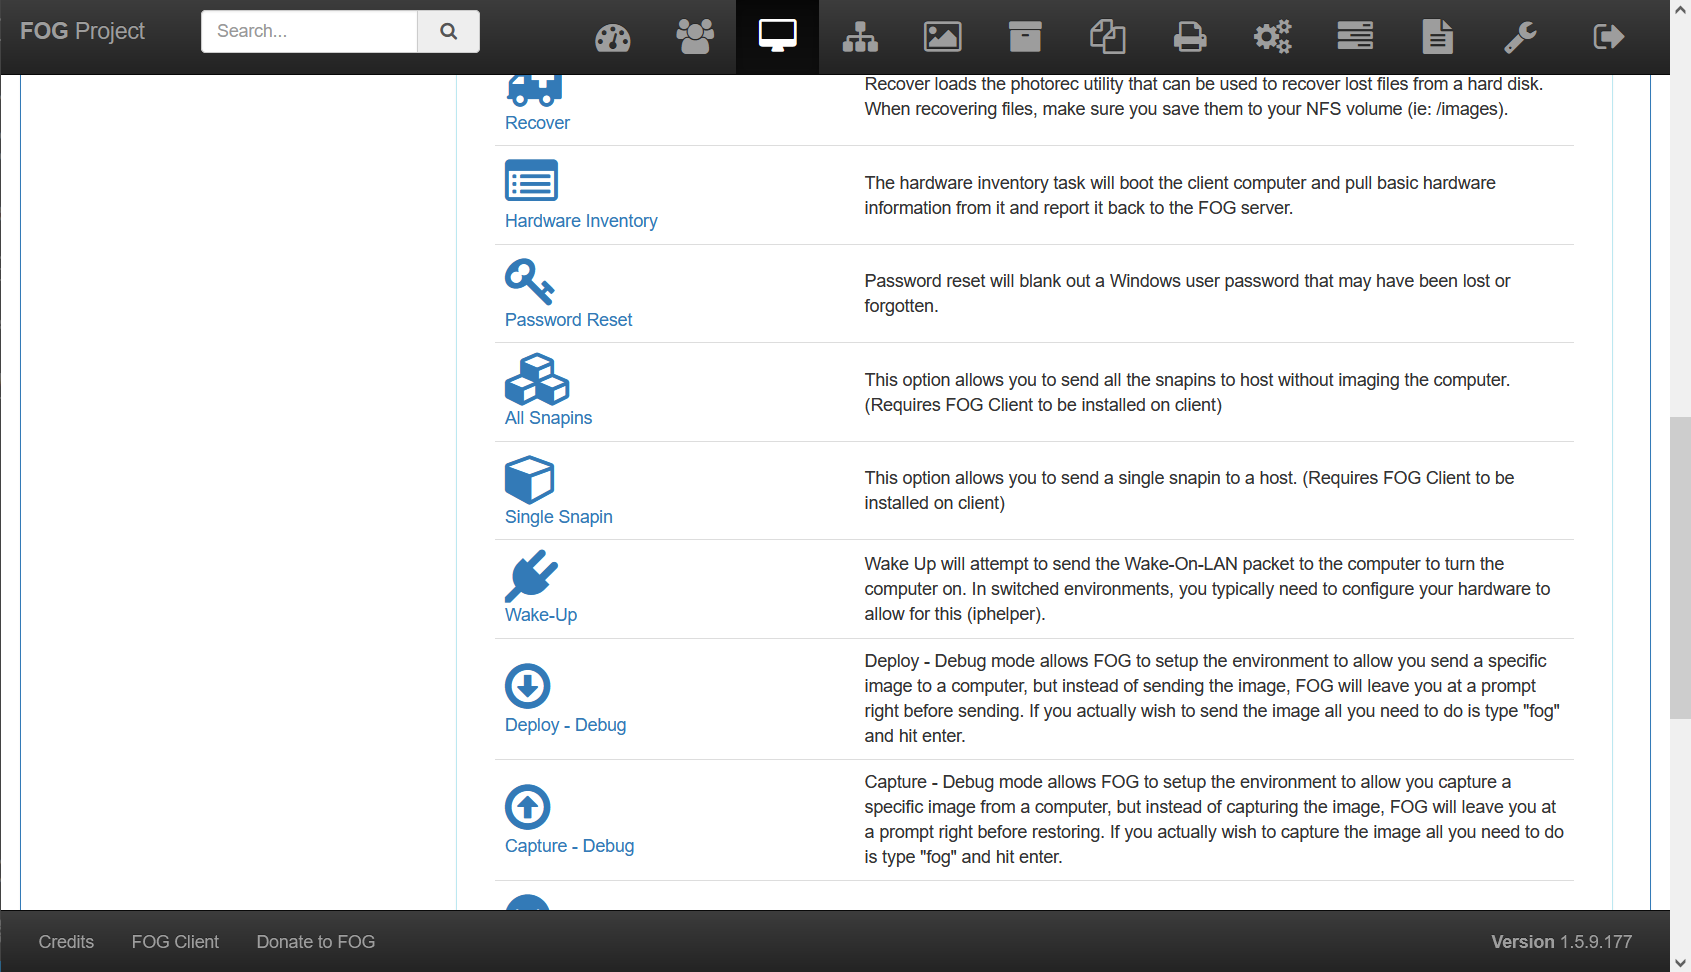 FOG Project
Search...
Recover
Recover loads the photorec utility that can be used to recover lost files from a hard disk.
When recovering files, make sure you save them to your NFS volume (ie: /images).
Hardware Inventory
The hardware inventory task will boot the client computer and pull basic hardware
information from it and report it back to the FOG server.
Password Reset
Password reset will blank out a Windows user password that may have been lost or
forgotten.
All Snapins
This option allows you to send all the snapins to host without imaging the computer.
(Requires FOG Client to be installed on client)
Single Snapin
This option allows you to send a single snapin to a host. (Requires FOG Client to be
installed on client)
Wake-Up
Wake Up will attempt to send the Wake-On-LAN packet to the computer to turn the
computer on. In switched environments, you typically need to configure your hardware to
allow for this (iphelper).
Deploy - Debug
Deploy - Debug mode allows FOG to setup the environment to allow you send a specific
image to a computer, but instead of sending the image, FOG will leave you at a prompt
right before sending. If you actually wish to send the image all you need to do is type "fog"
and hit enter.
Capture - Debug
Capture - Debug mode allows FOG to setup the environment to allow you capture a
specific image from a computer, but instead of capturing the image, FOG will leave you at
a prompt right before restoring. If you actually wish to capture the image all you need to do
is type "fog" and hit enter.
Credits
FOG Client
Donate to FOG
Version 1.5.9.177